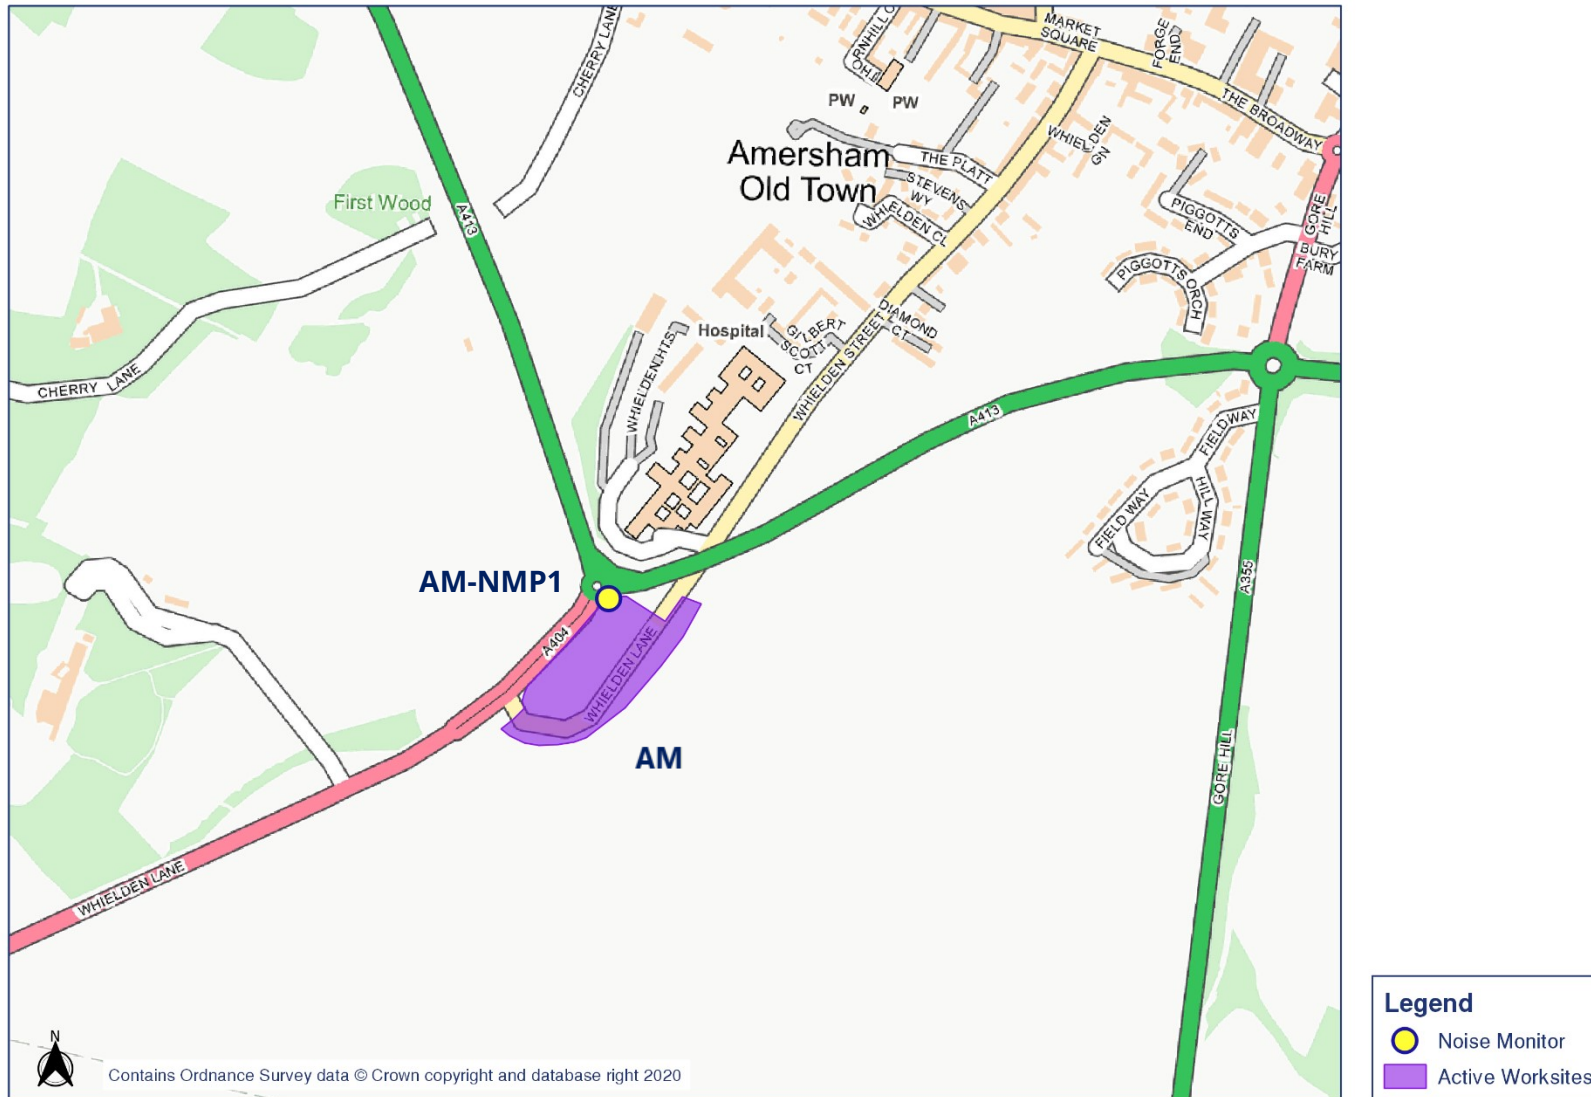 MARKET
SQUARE
FORGE
END
CHERRY LANE
PW
PW
THE BROADWAY
WHIELDEN
GN
Amersham
Old Town
THE PLATT
STEVENS
WY
WHIELDEN CL
First Wood
A413
PIGGOTTS
END
GORE
HILL
BURY
FARM
PIGGOTTS ORCH
DIAMOND
CT
Hospital
GILBERT
SCOTT
CT
WHIELDEN HTS
WHIELDEN STREET
CHERRY LANE
A413
FIELDWAY
HILL WAY
FIELD WAY
A355
AM-NMP1
A404
WHIELDEN LANE
AM
GORE HILL
WHIELDEN LANE
N
Contains Ordnance Survey data © Crown copyright and database right 2020
Legend
Noise Monitor
Active Worksites